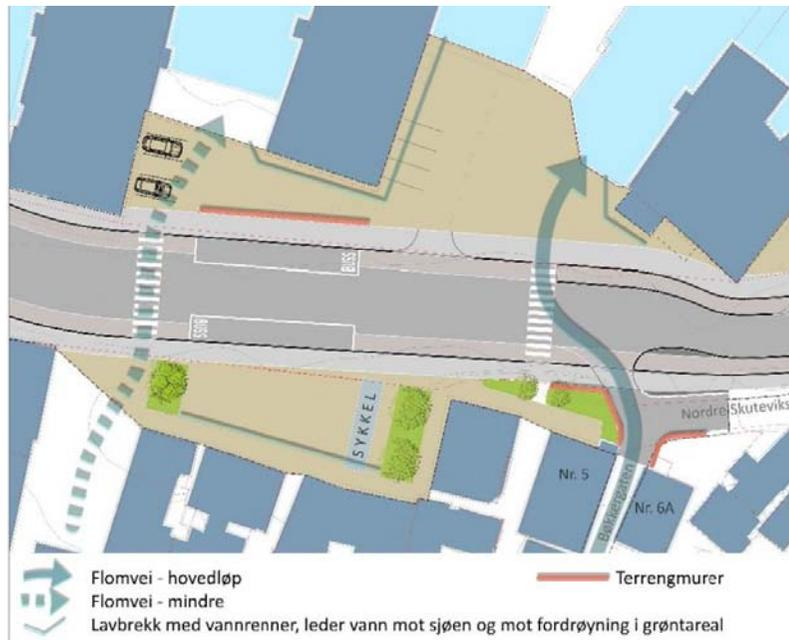 BUSS
BUSS
SYKKEL
Nordre Skuteviks
Nr. 5
Nr. 6A
Bøkkergaten
Flomvei - hovedløp
Terrengmurer
Flomvei - mindre
Lavbrekk med vannrenner, leder vann mot sjøen og mot fordrøyning i grøntareal